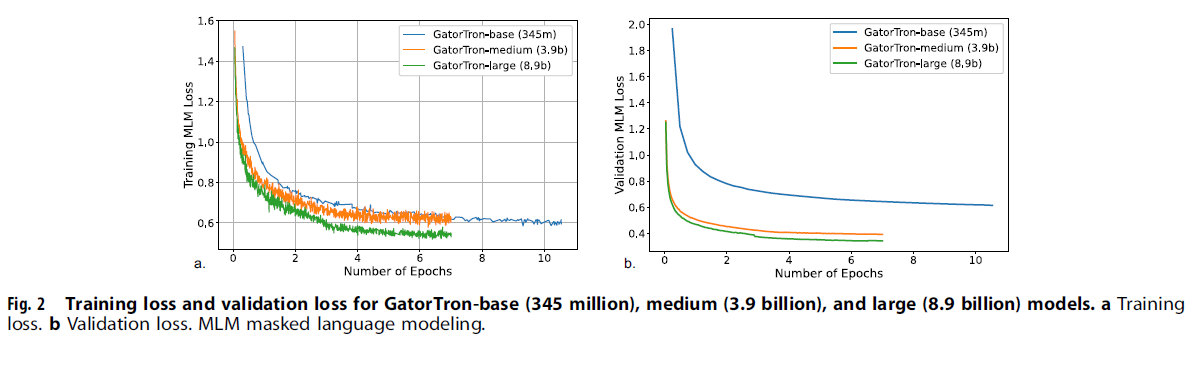 1.6
1.4
1.2
1.0
0.8
0.6
Training MLM Loss
GatorTron-base (345m)
GatorTron-medium (3.9b)
GatorTron-large (8,9b)
0 2 4 6 8 10
Number of Epochs
a.
2.0
1.8
1.6
1.4
1.2
1.0
0.8
0.6
0.4
Validation MLM Loss
GatorTron-base (345m)
GatorTron-medium (3.9b)
GatorTron-large (8,9b)
0 2 4 6 8 10
Number of Epochs
b.
Fig. 2 Training loss and validation loss for GatorTron-base (345 million), medium (3.9 billion), and large (8.9 billion) models. a Training
loss. b Validation loss. MLM masked language modeling.